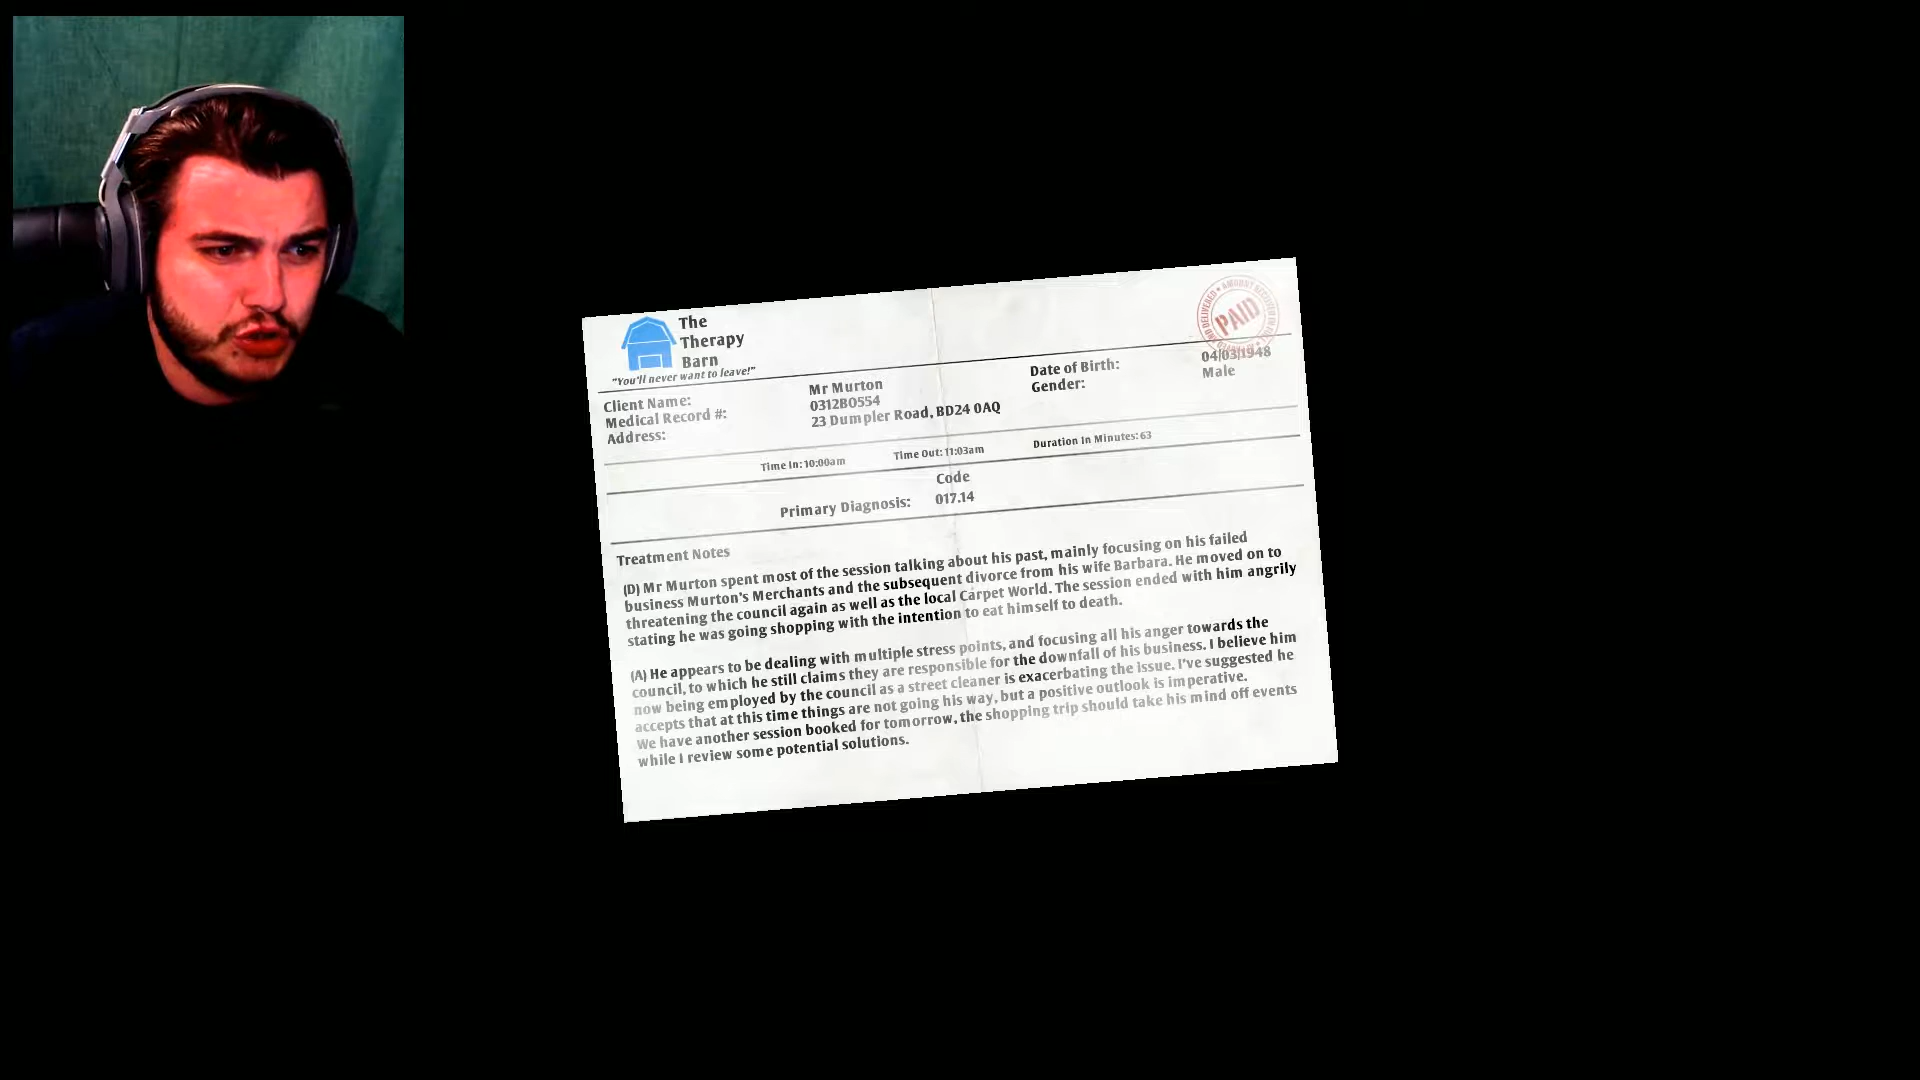 The
Therapy
Barn
"You'll never want to leave!"
PAID
Client Name: Mr Murton
Medical Record #: 0312B0554
Address: 23 Dumpler Road, BD24 0AQ
Date of Birth: 04/03/1948
Gender: Male
Time In: 10:00am Time Out: 11:03am Duration In Minutes: 63
Code
Primary Diagnosis: 017.14
Treatment Notes
(D) Mr Murton spent most of the session talking about his past, mainly focusing on his failed
business Murton's Merchants and the subsequent divorce from his wife Barbara. He moved on to
threatening the council again as well as the local Carpet World. The session ended with him angrily
stating he was going shopping with the intention to eat himself to death.
(A) He appears to be dealing with multiple stress points, and focusing all his anger towards the
council, to which he still claims they are responsible for the downfall of his business. I believe him
now being employed by the council as a street cleaner is exacerbating the issue. I've suggested he
accepts that at this time things are not going his way, but a positive outlook is imperative.
We have another session booked for tomorrow, the shopping trip should take his mind off events
while I review some potential solutions.